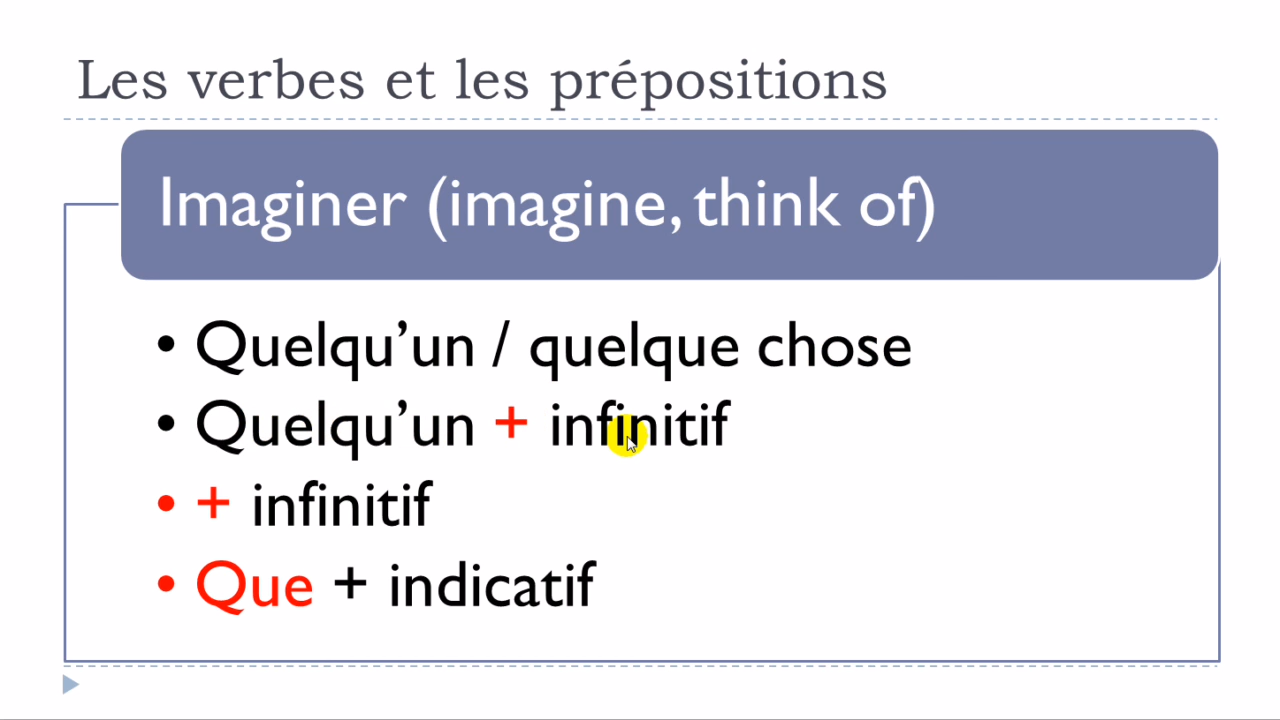 Les verbes et les prépositions
Imaginer (imagine, think of)
• Quelqu’un / quelque chose
• Quelqu’un + infinitif
• + infinitif
• Que + indicatif